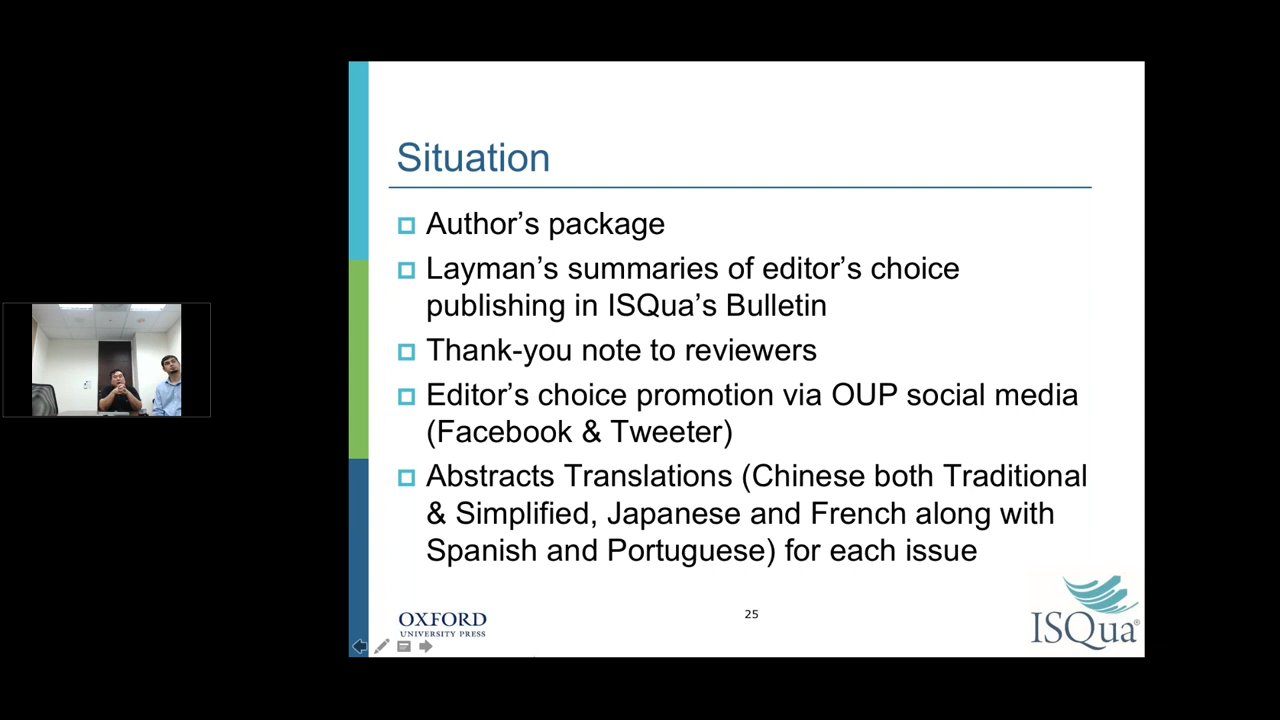 Situation
Author's package
Layman's summaries of editor's choice
publishing in ISQua's Bulletin
Thank-you note to reviewers
Editor's choice promotion via OUP social media
(Facebook & Tweeter)
Abstracts Translations (Chinese both Traditional
& Simplified, Japanese and French along with
Spanish and Portuguese) for each issue
OXFORD
UNIVERSITY PRESS
25
ISQua®